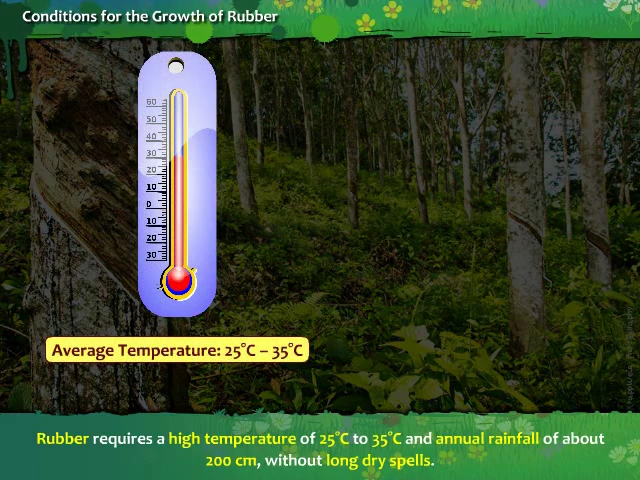 Conditions for the Growth of Rubber
60
50
40
30
20
10
0
10
20
30
Average Temperature: 25°C – 35°C
Rubber requires a high temperature of 25°C to 35°C and annual rainfall of about
200 cm, without long dry spells.